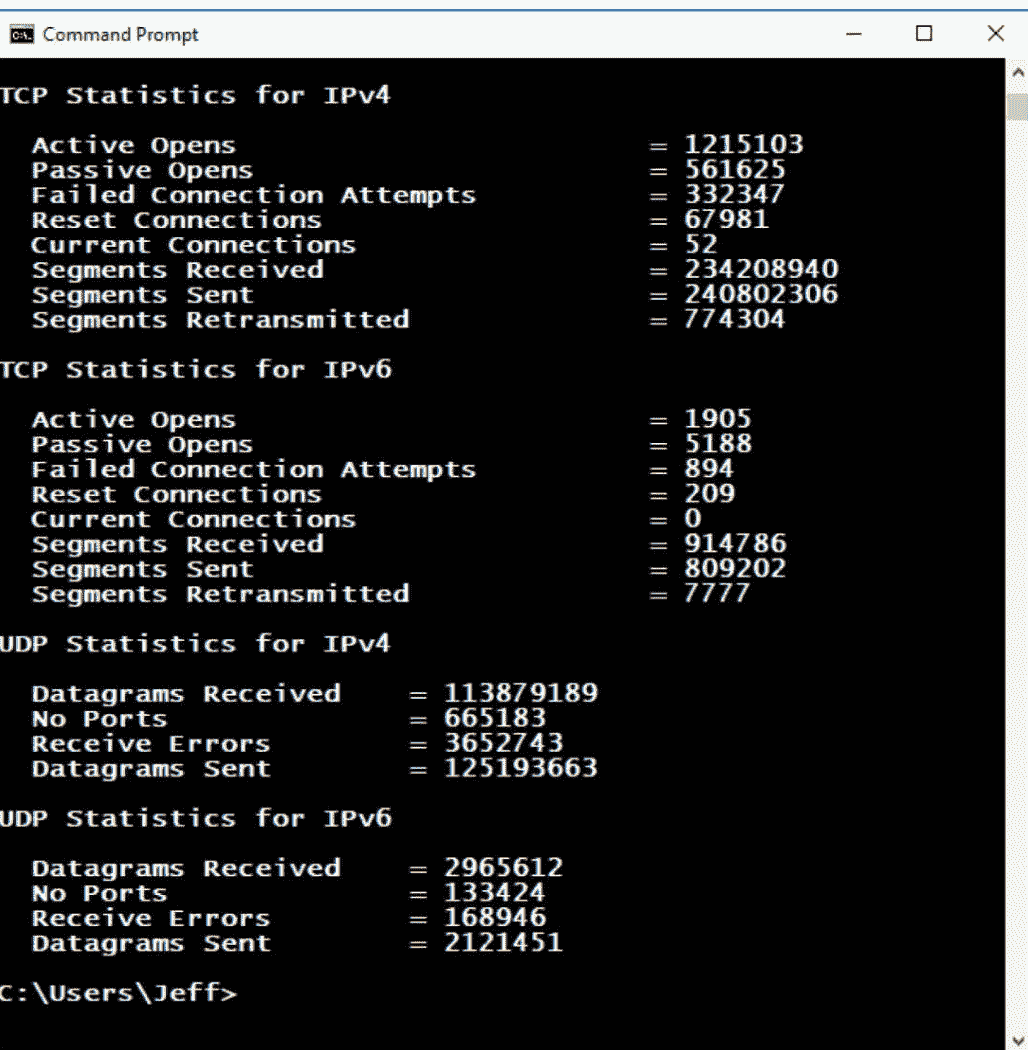 Command Prompt
TCP Statistics for IPv4
Active Opens = 1215103
Passive Opens = 561625
Failed Connection Attempts = 332347
Reset Connections = 67981
Current Connections = 52
Segments Received = 234208940
Segments Sent = 240802306
Segments Retransmitted = 774304
TCP Statistics for IPv6
Active Opens = 1905
Passive Opens = 5188
Failed Connection Attempts = 894
Reset Connections = 209
Current Connections = 0
Segments Received = 914786
Segments Sent = 809202
Segments Retransmitted = 7777
UDP Statistics for IPv4
Datagrams Received = 113879189
No Ports = 665183
Receive Errors = 3652743
Datagrams Sent = 125193663
UDP Statistics for IPv6
Datagrams Received = 2965612
No Ports = 133424
Receive Errors = 168946
Datagrams Sent = 2121451
C:\Users\Jeff>